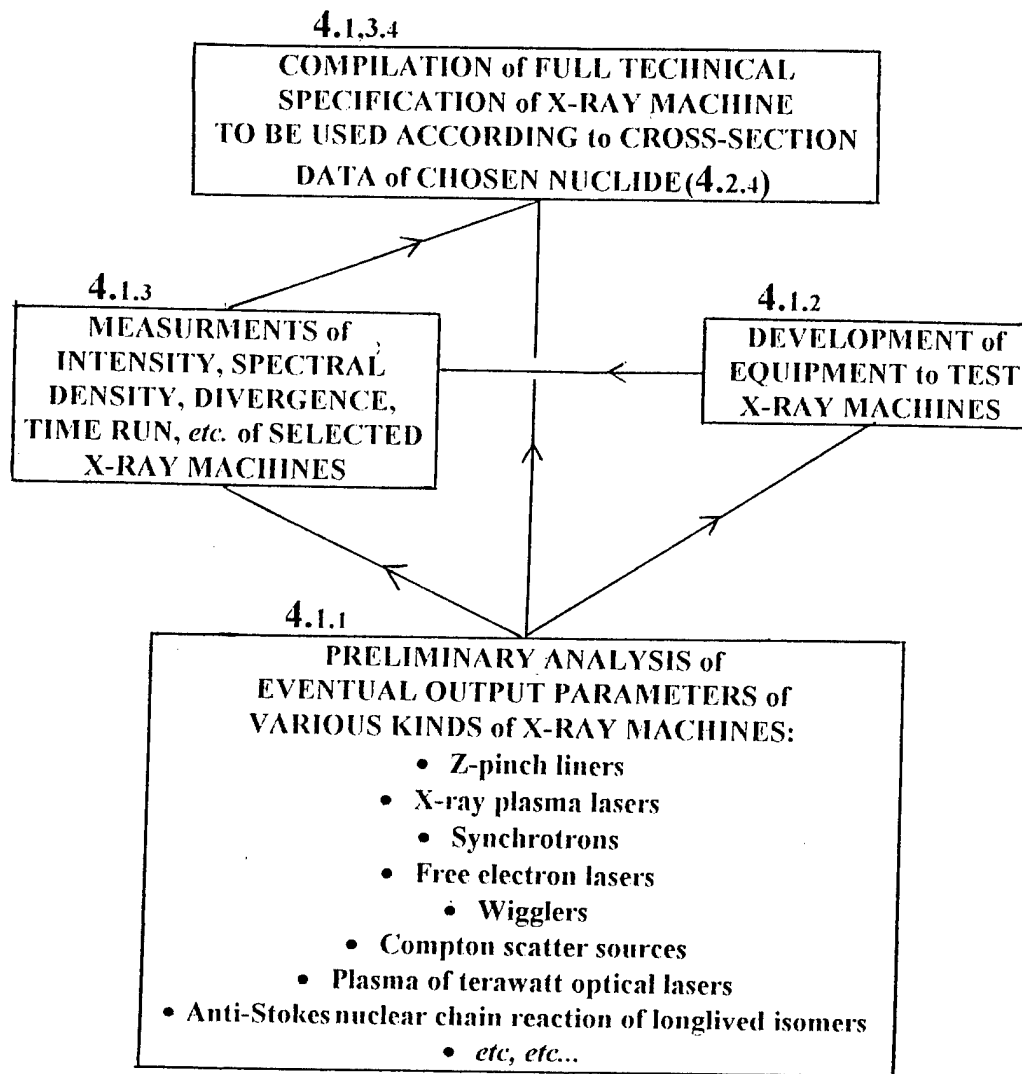 4.1,3.4
COMPILATION of FULL TECHNICAL
SPECIFICATION of X-RAY MACHINE
TO BE USED ACCORDING to CROSS-SECTION
DATA of CHOSEN NUCLIDE(4.2.4)
4.1.3
MEASURMENTS of
INTENSITY, SPECTRAL
DENSITY, DIVERGENCE,
TIME RUN, etc. of SELECTED
X-RAY MACHINES
4.1.2
DEVELOPMENT of
EQUIPMENT to TEST
X-RAY MACHINES
4.1.1
PRELIMINARY ANALYSIS of
EVENTUAL OUTPUT PARAMETERS of
VARIOUS KINDS of X-RAY MACHINES:
• Z-pinch liners
• X-ray plasma lasers
• Synchrotrons
• Free electron lasers
• Wigglers
• Compton scatter sources
• Plasma of terawatt optical lasers
• Anti-Stokes nuclear chain reaction of longlived isomers
• etc, etc...